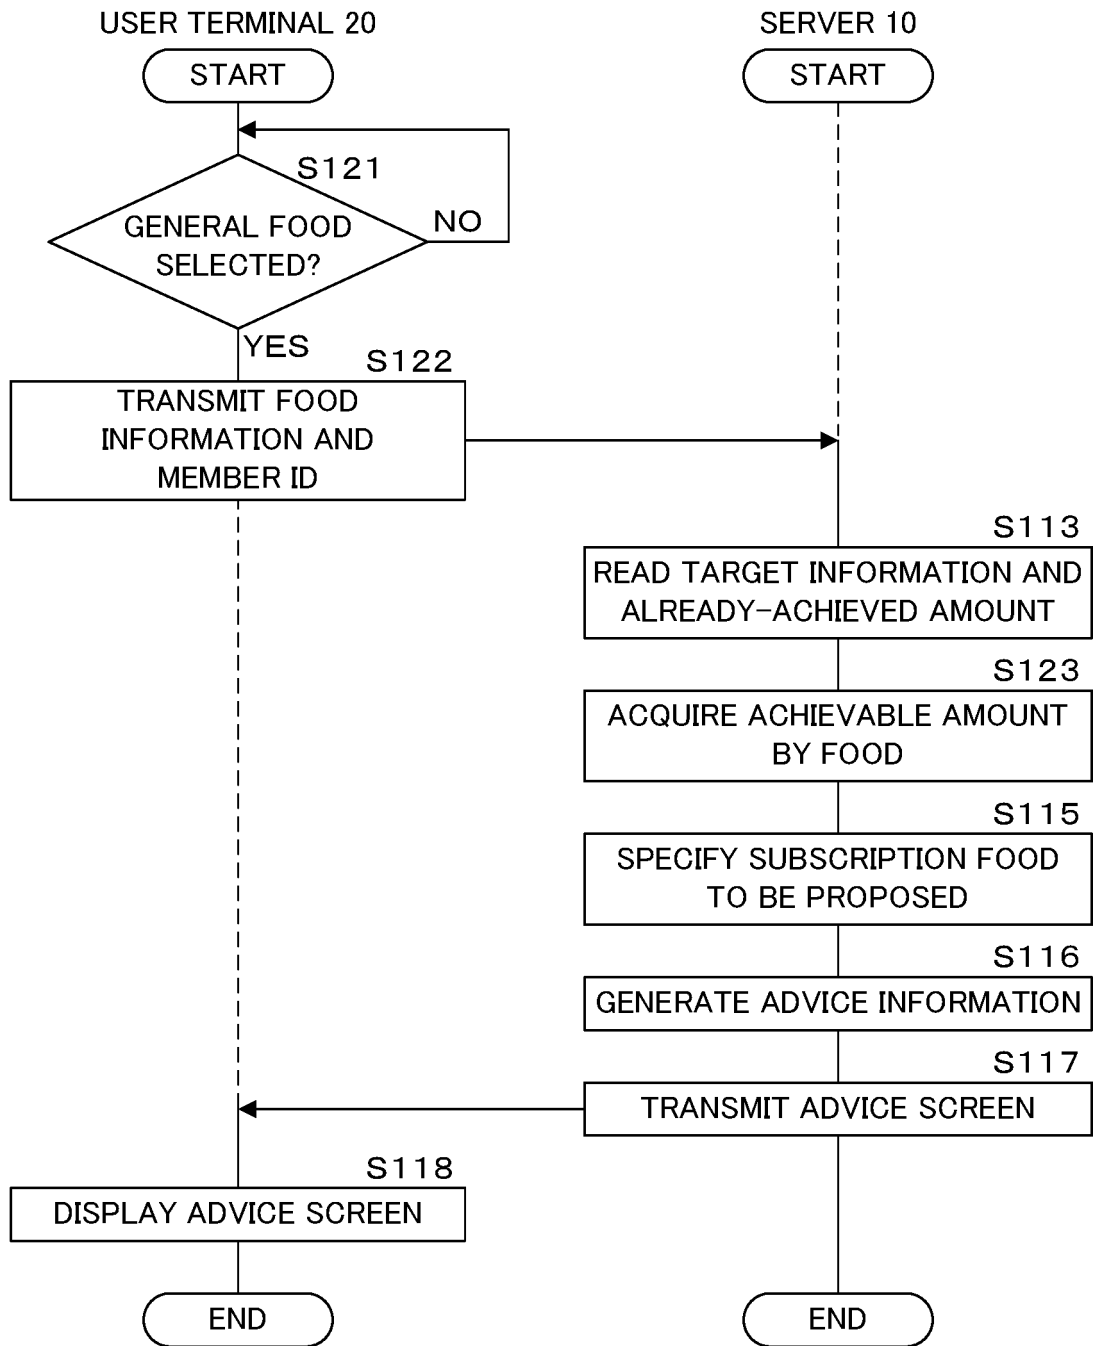 USER TERMINAL 20
SERVER 10
START
START
S121
GENERAL FOOD
SELECTED?
NO
YES
S122
TRANSMIT FOOD
INFORMATION AND
MEMBER ID
S113
READ TARGET INFORMATION AND
ALREADY-ACHIEVED AMOUNT
S123
ACQUIRE ACHIEVABLE AMOUNT
BY FOOD
S115
SPECIFY SUBSCRIPTION FOOD
TO BE PROPOSED
S116
GENERATE ADVICE INFORMATION
S117
TRANSMIT ADVICE SCREEN
S118
DISPLAY ADVICE SCREEN
END
END